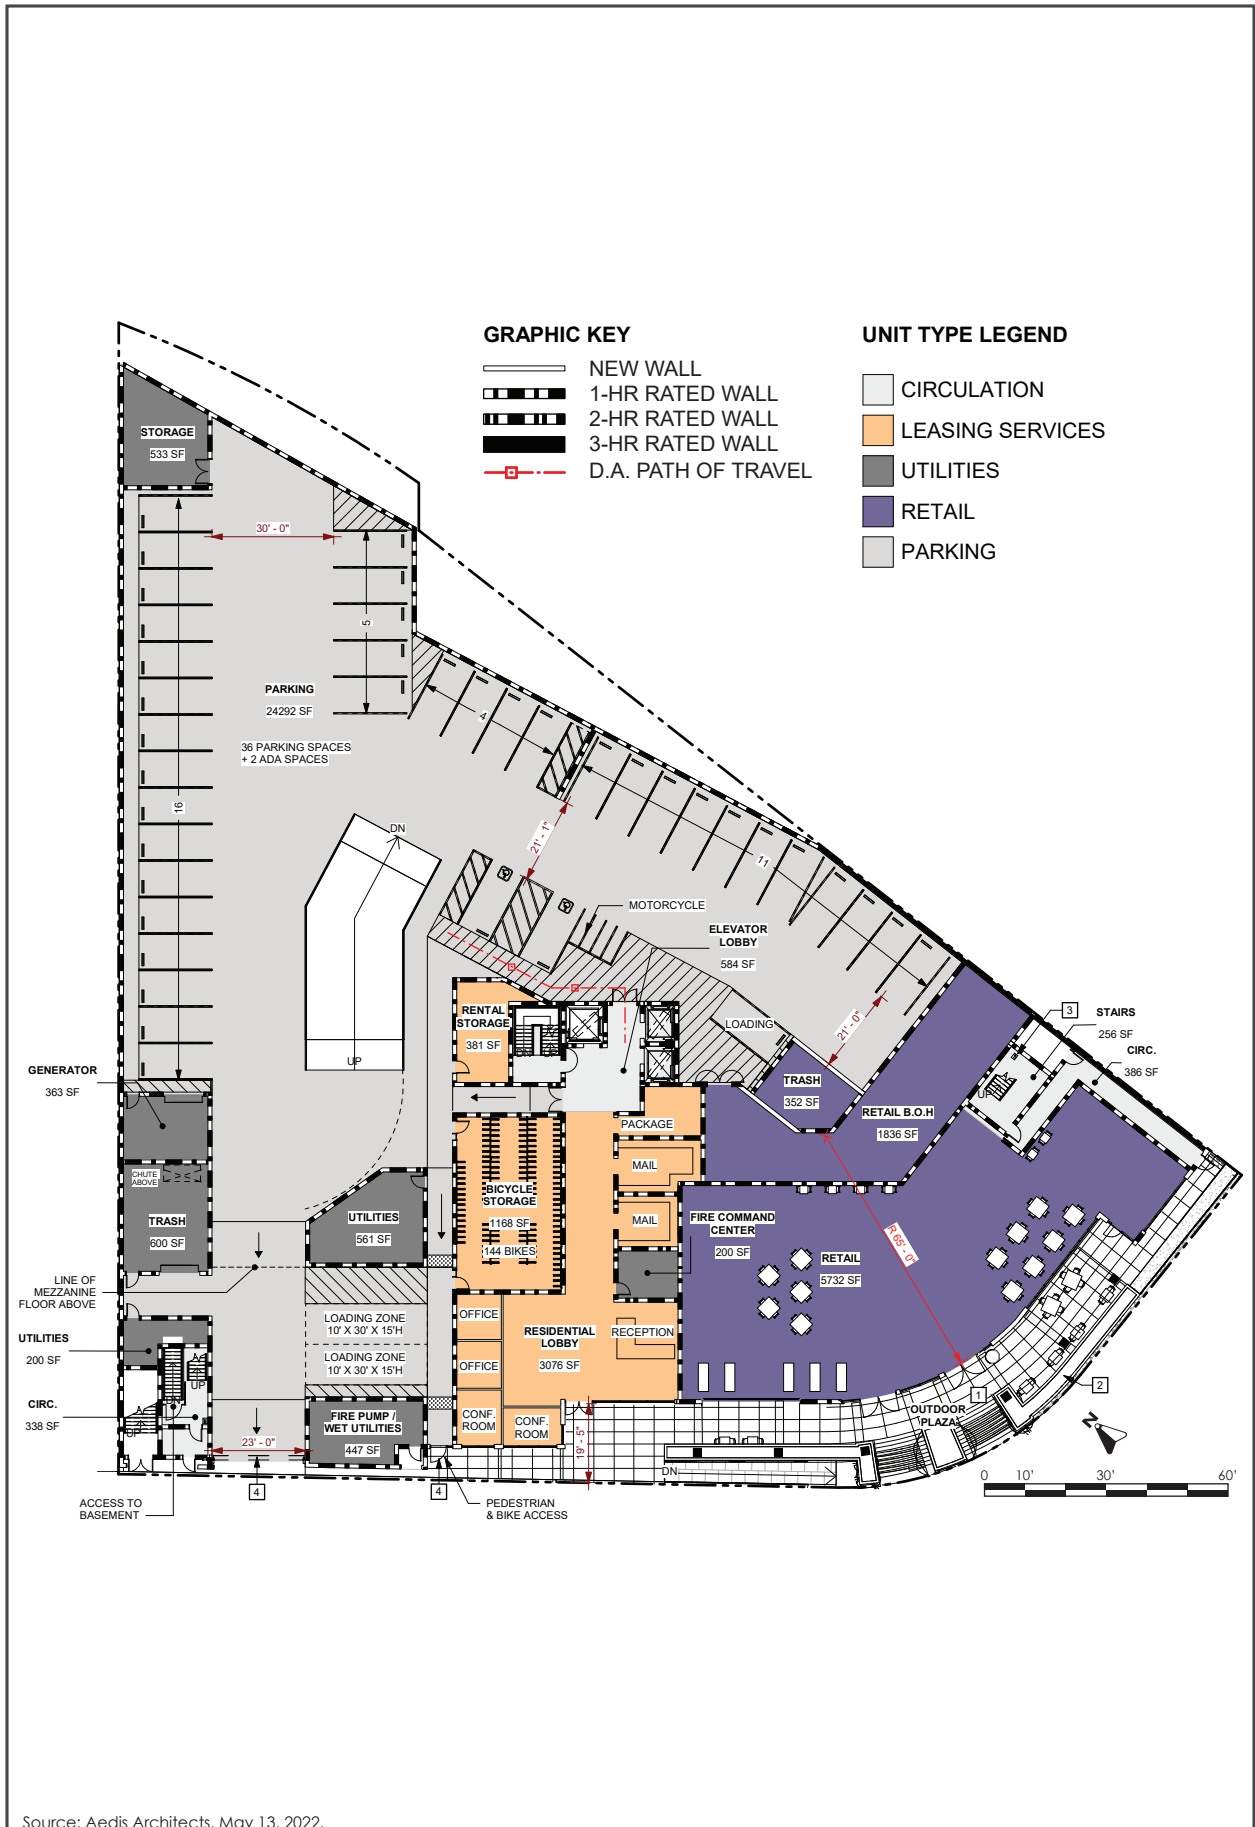 GRAPHIC KEY
NEW WALL
1-HR RATED WALL
2-HR RATED WALL
3-HR RATED WALL
D.A. PATH OF TRAVEL
UNIT TYPE LEGEND
CIRCULATION
LEASING SERVICES
UTILITIES
RETAIL
PARKING
STORAGE
533 SF
30' - 0"
5
PARKING
24292 SF
36 PARKING SPACES
+ 2 ADA SPACES
4
16
11
21' - 1"
DN
UP
MOTORCYCLE
ELEVATOR
LOBBY
584 SF
LOADING
21' - 0"
RENTAL
STORAGE
381 SF
DN
UP
3
STAIRS
256 SF
CIRC.
386 SF
UP
GENERATOR
363 SF
TRASH
352 SF
RETAIL B.O.H
1836 SF
PACKAGE
MAIL
MAIL
CHUTE
ABOVE
TRASH
600 SF
UTILITIES
561 SF
BICYCLE
STORAGE
1168 SF
144 BIKES
FIRE COMMAND
CENTER
200 SF
RETAIL
5732 SF
R 65' - 0"
LINE OF
MEZZANINE
FLOOR ABOVE
LOADING ZONE
10' X 30' X 15'H
LOADING ZONE
10' X 30' X 15'H
OFFICE
OFFICE
RESIDENTIAL
LOBBY
3076 SF
RECEPTION
UTILITIES
200 SF
UP
DN
CIRC.
338 SF
UP
23' - 0"
FIRE PUMP /
WET UTILITIES
447 SF
CONF.
ROOM
CONF.
ROOM
19' - 5"
DN
1
2
OUTDOOR
PLAZA
N
0 10' 30' 60'
4
4
ACCESS TO
BASEMENT
PEDESTRIAN
& BIKE ACCESS
Source: Aedis Architects, May 13, 2022.